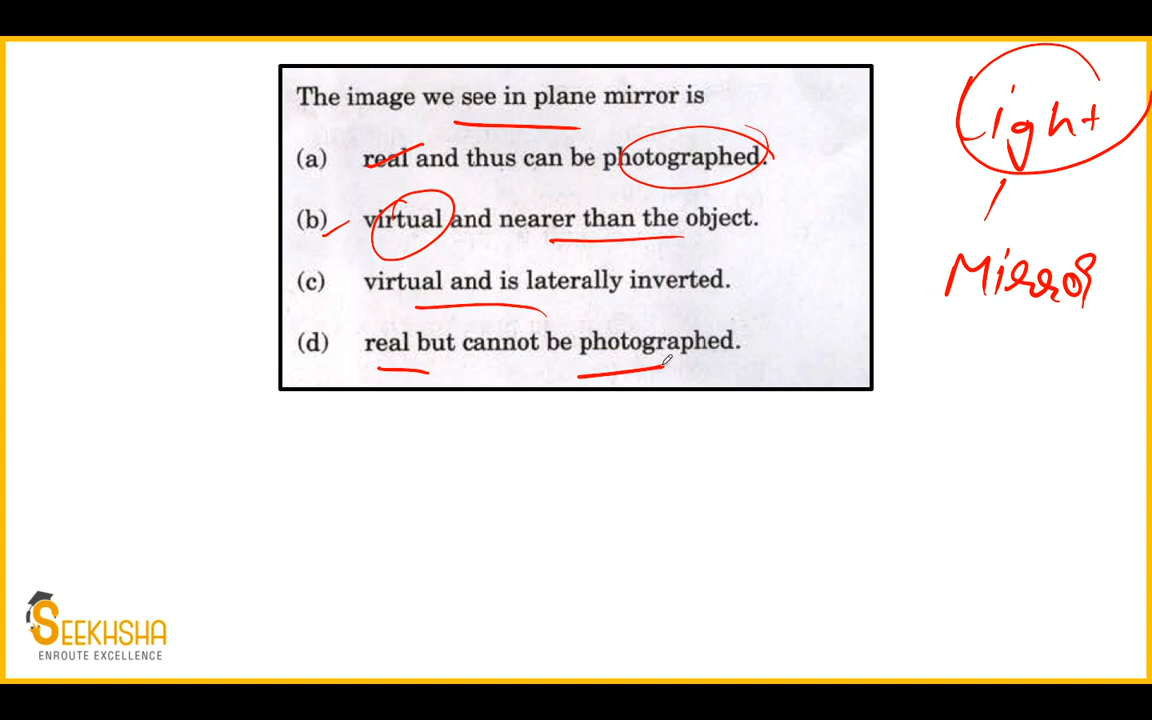 The image we see in plane mirror is
(a) real and thus can be photographed.
(b) virtual and nearer than the object.
(c) virtual and is laterally inverted.
(d) real but cannot be photographed.
Light
Mirror
SEEKHSHA
ENROUTE EXCELLENCE